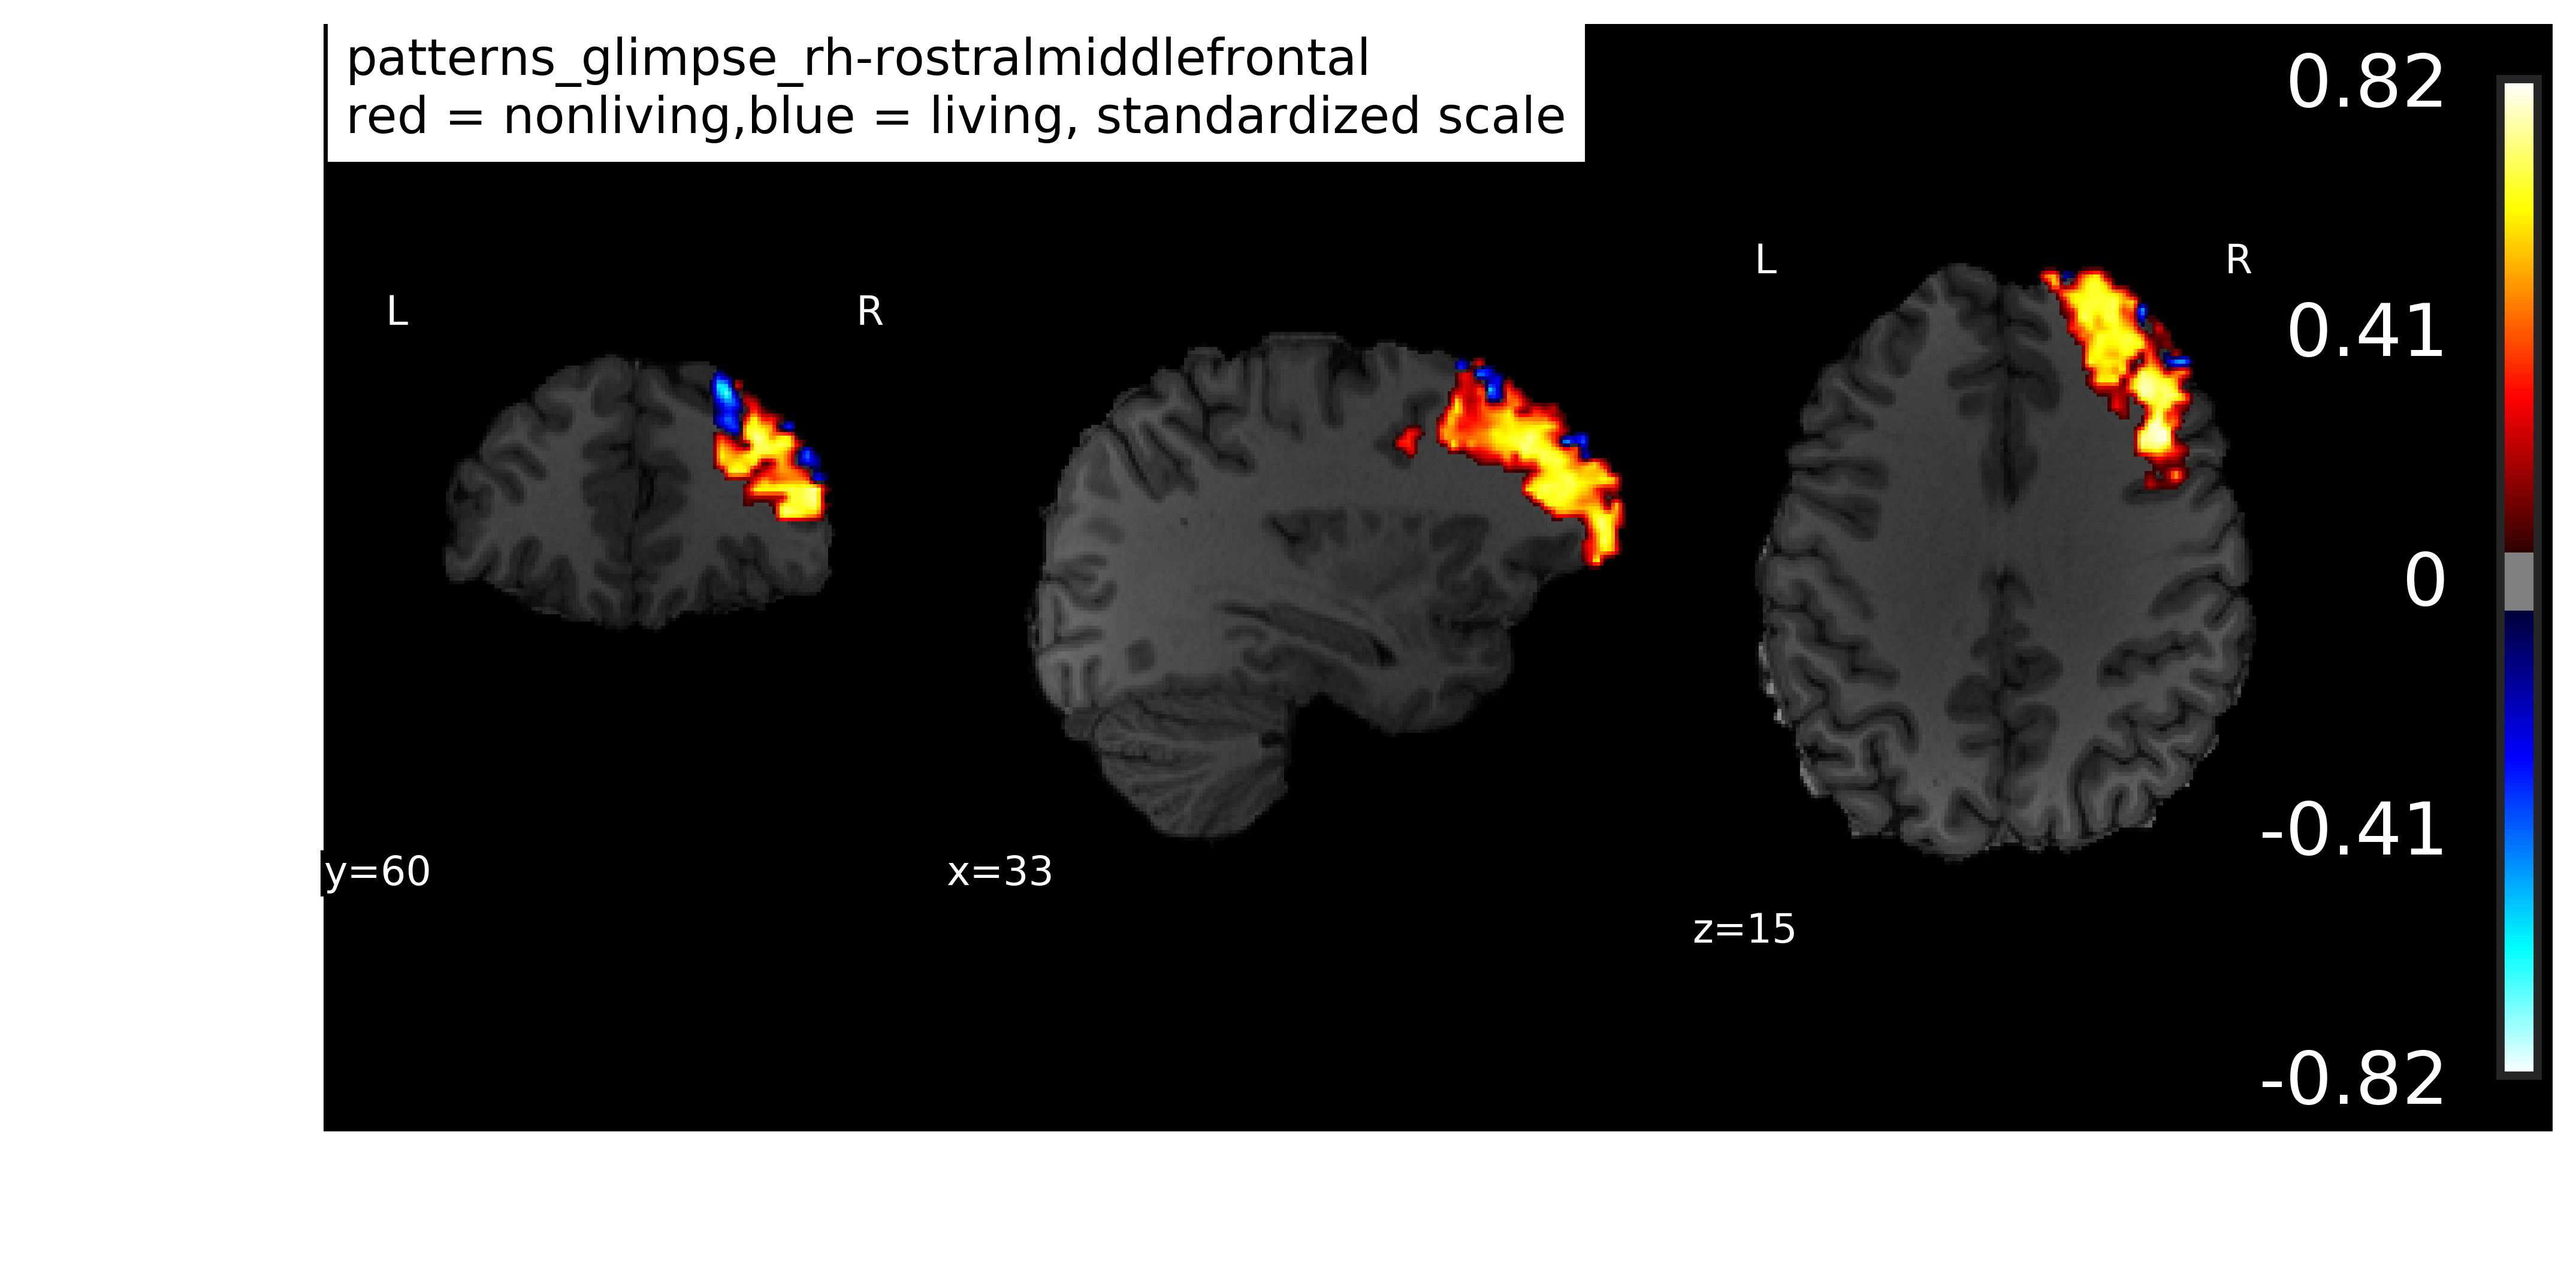 patterns_glimpse_rh-rostralmiddlefrontal
red = nonliving,blue = living, standardized scale
L R
L R
y=60
x=33
z=15
0.82
0.41
0
-0.41
-0.82